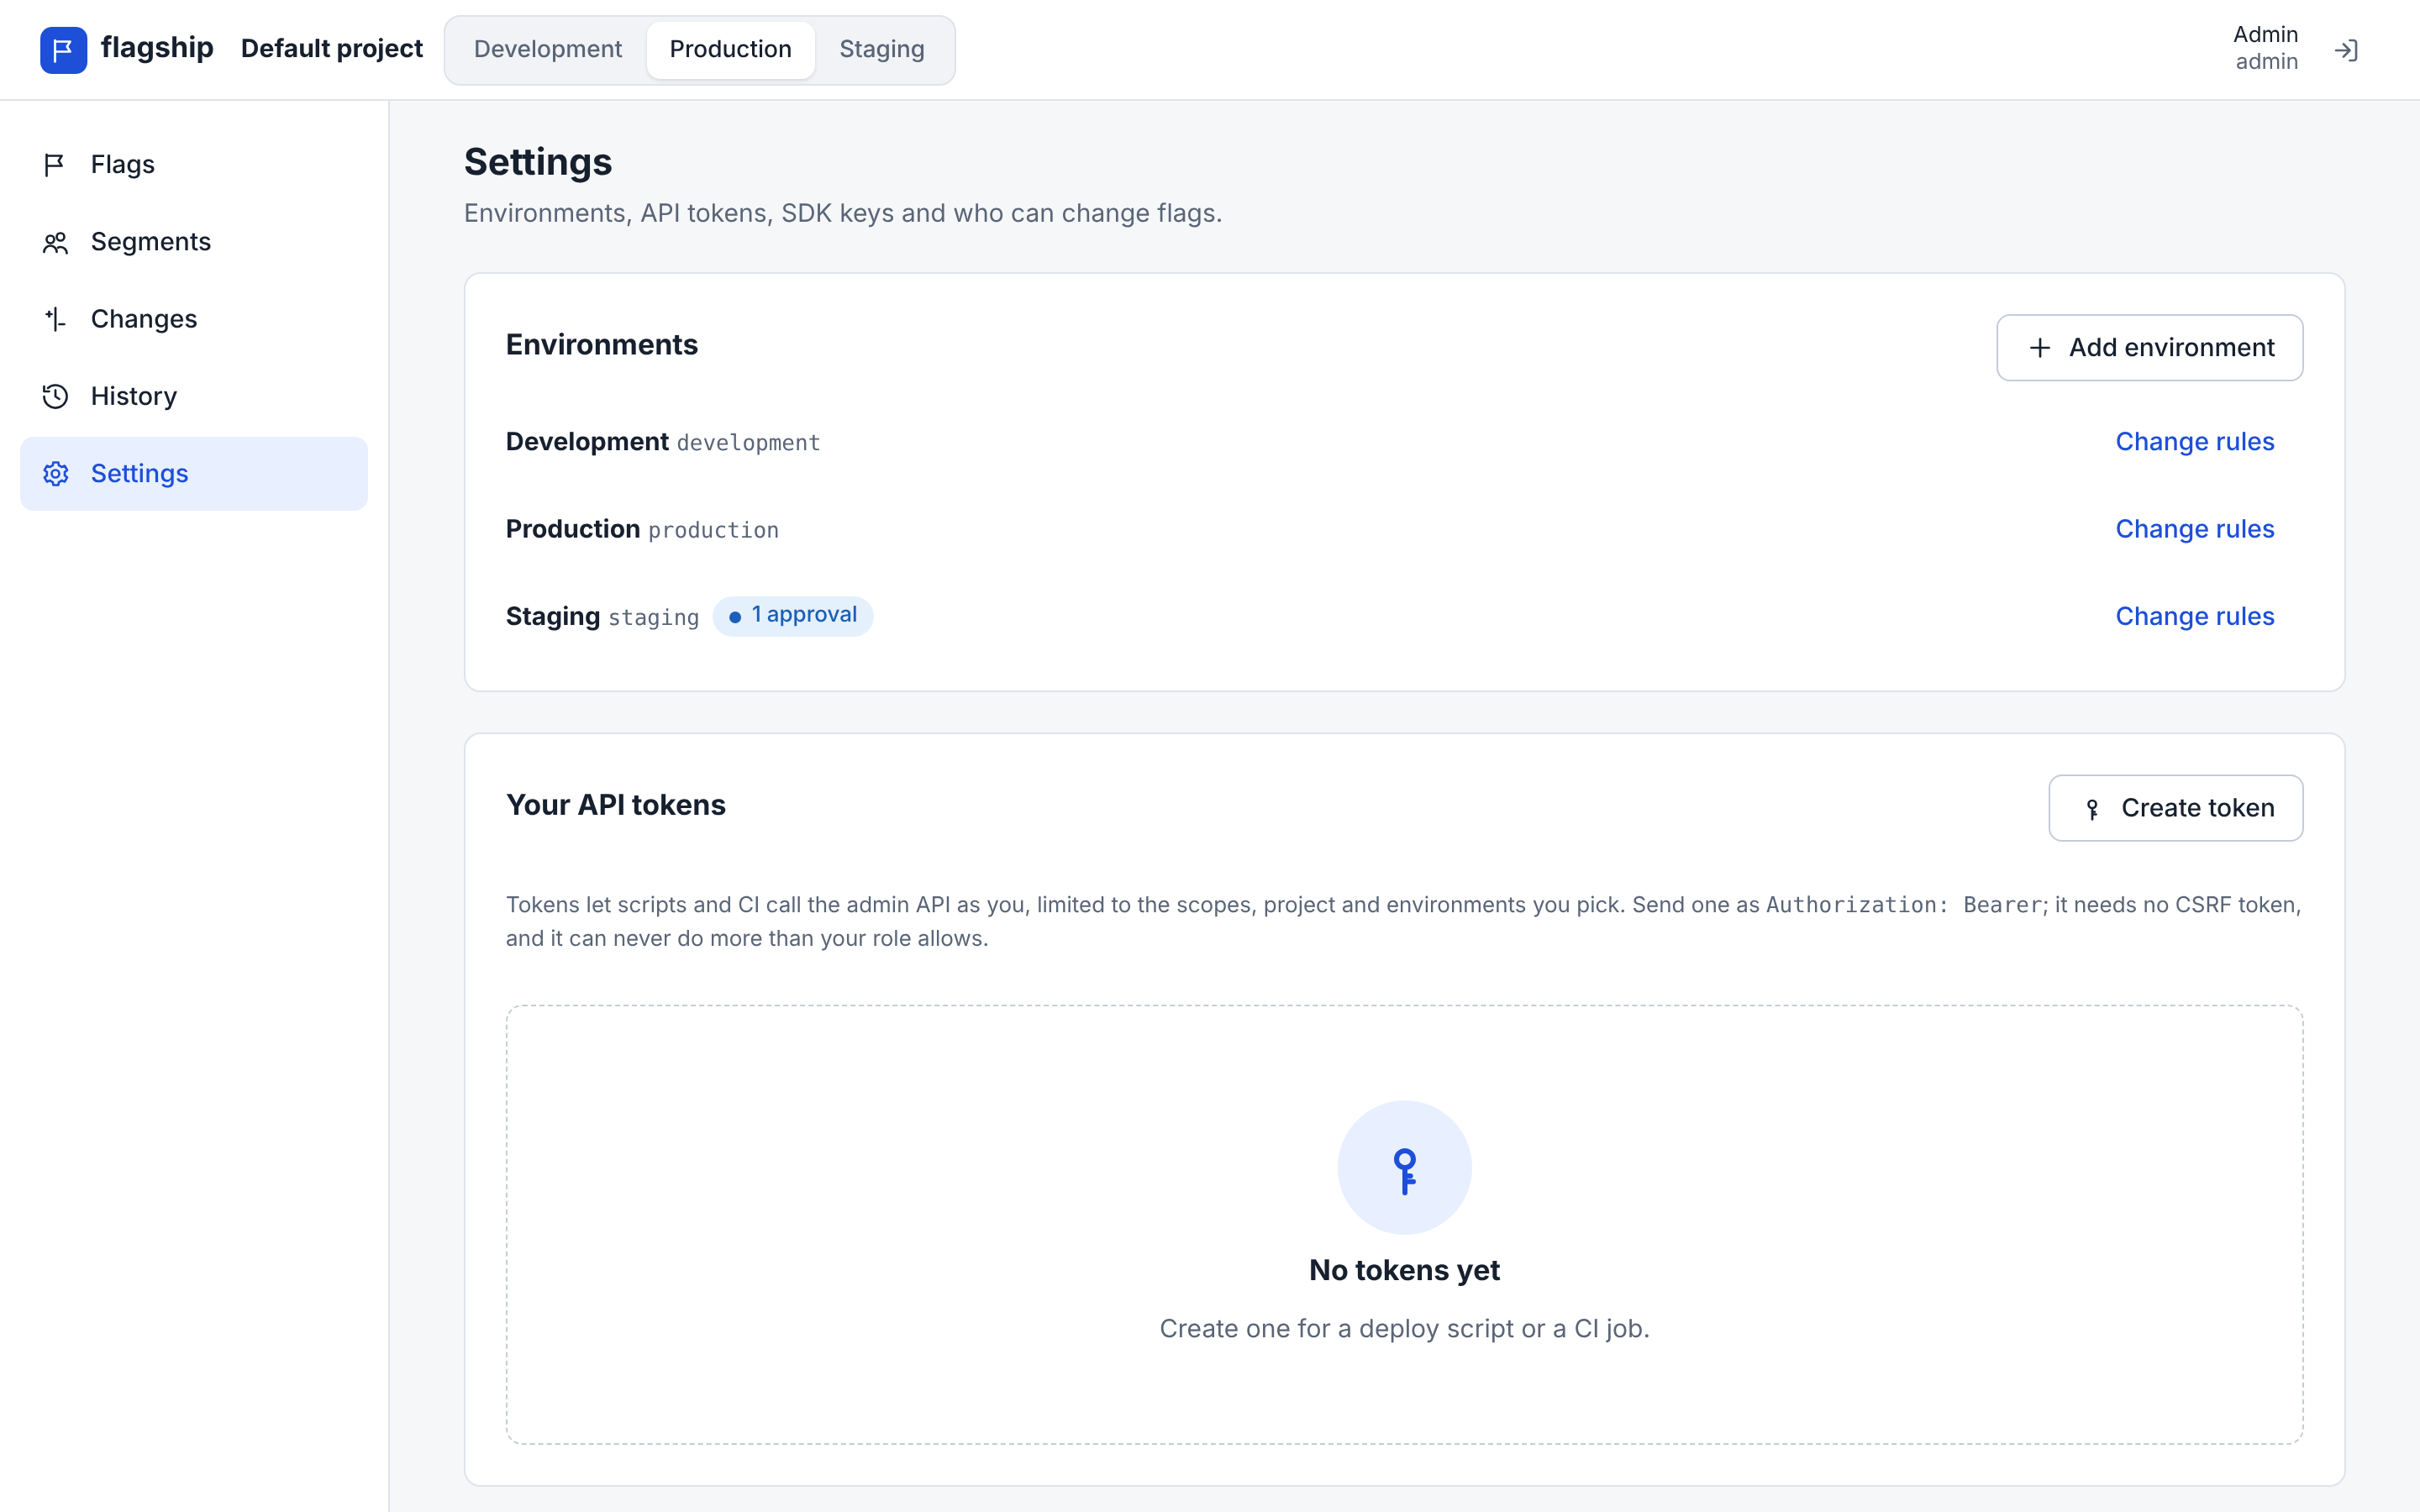 flagship Default project Development Production Staging
Admin
admin
Flags
Segments
Changes
History
Settings
Settings
Environments, API tokens, SDK keys and who can change flags.
Environments
Add environment
Development development Change rules
Production production Change rules
Staging staging 1 approval Change rules
Your API tokens
Create token
Tokens let scripts and CI call the admin API as you, limited to the scopes, project and environments you pick. Send one as Authorization: Bearer; it needs no CSRF token,
and it can never do more than your role allows.
No tokens yet
Create one for a deploy script or a CI job.